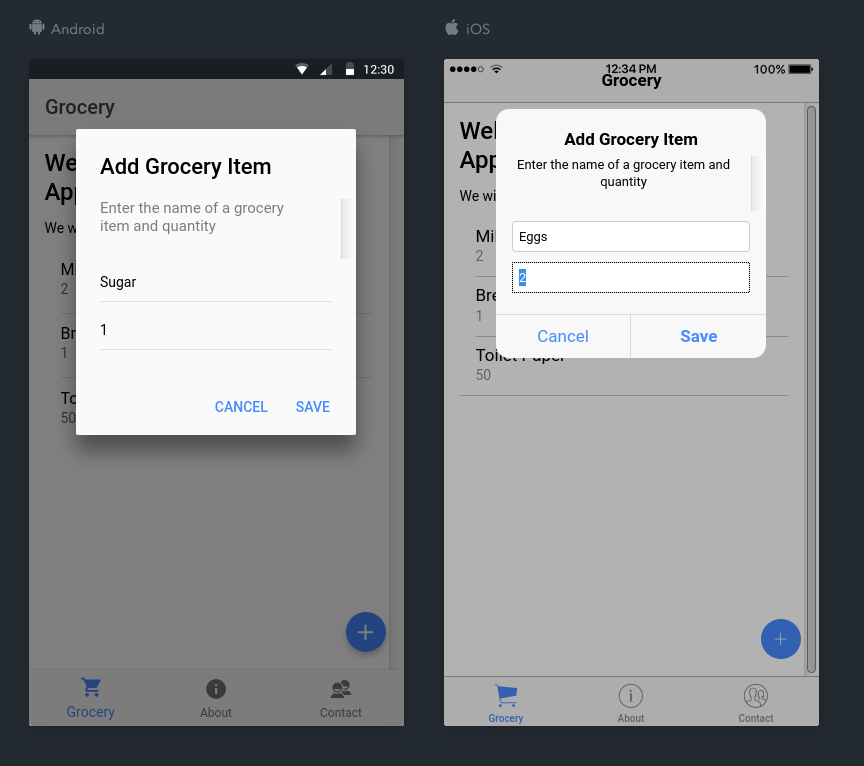 Android
12:30
Grocery
Add Grocery Item
Enter the name of a grocery
item and quantity
Sugar
1
CANCEL SAVE
We
Ap
We w
Mi
2
Br
1
To
50
Grocery About Contact
iOS
12:34 PM 100%
Grocery
Add Grocery Item
Enter the name of a grocery item and
quantity
Eggs
2
Cancel Save
Wel
App
We wi
Mil
2
Bre
1
Toilet Paper
50
Grocery About Contact